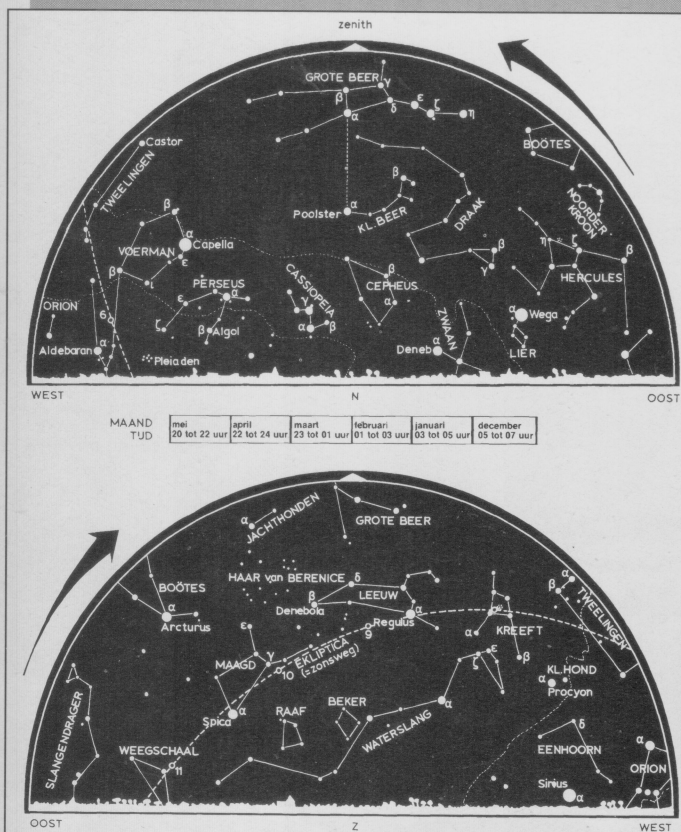 zenith
GROTE BEER
β γ
α δ ε ζ η
Castor
TWEELINGEN
BOÖTES
NOORDER
KROON
β
Poolster α
KL. BEER
DRAAK
β
VOERMAN
α
Capella
β ι ε
PERSEUS
ε α
ζ β Algol
CASSIOPEIA
γ
α β
CEPHEUS
β
α
β
γ
η ζ β
HERCULES
ORION
6
Aldebaran α
Pleiaden
ZWAAN
Deneb α
α Wega
LIER
WEST N OOST
MAAND mei april maart februari januari december
TIJD 20 tot 22 uur 22 tot 24 uur 23 tot 01 uur 01 tot 03 uur 03 tot 05 uur 05 tot 07 uur
α JACHTHONDEN
GROTE BEER
BOÖTES
HAAR van BERENICE
δ
β LEEUW
Denebola
α
Arcturus
Regulus α
9
α
β
TWEELINGEN
KREEFT
α
β
ε
MAAGD γ
EKLIPTICA
(=zonsweg)
10
ε
ζ
KL.HOND
α
Procyon
SLANGENDRAGER
Spica α
RAAF
BEKER
WATERSLANG
α
δ
EENHOORN
α
ORION
WEEGSCHAAL
11
Sirius α
OOST Z WEST